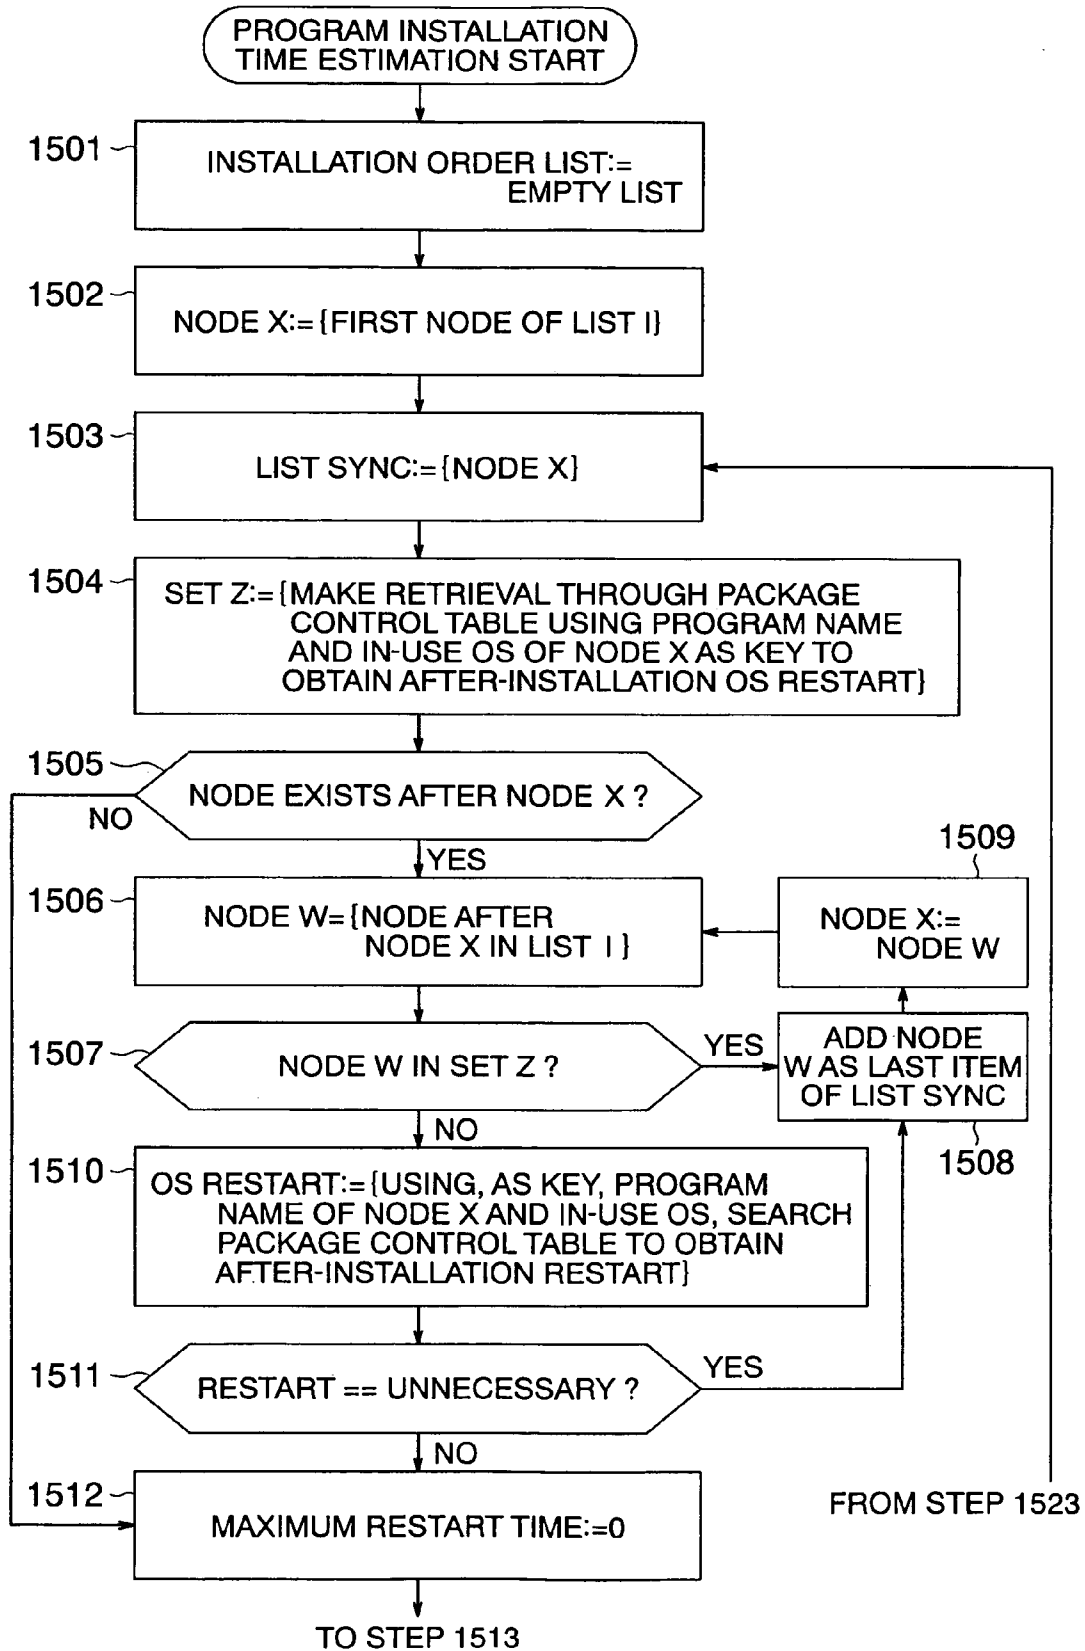 PROGRAM INSTALLATION
TIME ESTIMATION START
1501
INSTALLATION ORDER LIST:=
EMPTY LIST
1502
NODE X:= {FIRST NODE OF LIST I}
1503
LIST SYNC:= {NODE X}
1504
SET Z:= {MAKE RETRIEVAL THROUGH PACKAGE
CONTROL TABLE USING PROGRAM NAME
AND IN-USE OS OF NODE X AS KEY TO
OBTAIN AFTER-INSTALLATION OS RESTART}
1505
NODE EXISTS AFTER NODE X ?
NO
YES
1506
NODE W= {NODE AFTER
NODE X IN LIST I }
1509
NODE X:=
NODE W
1507
NODE W IN SET Z ?
YES
ADD NODE
W AS LAST ITEM
OF LIST SYNC
1508
NO
1510
OS RESTART:= {USING, AS KEY, PROGRAM
NAME OF NODE X AND IN-USE OS, SEARCH
PACKAGE CONTROL TABLE TO OBTAIN
AFTER-INSTALLATION RESTART}
1511
RESTART == UNNECESSARY ?
YES
NO
1512
MAXIMUM RESTART TIME:=0
FROM STEP 1523
TO STEP 1513